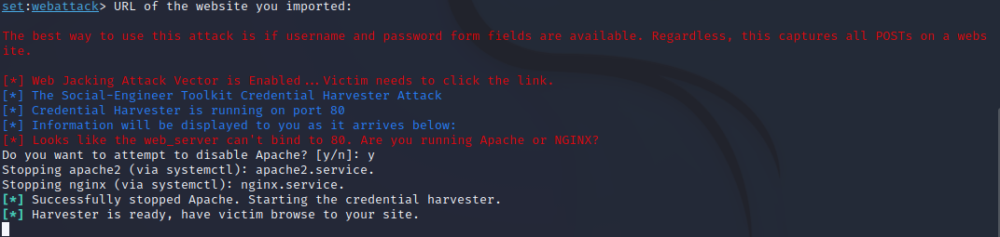 set:webattack> URL of the website you imported:
The best way to use this attack is if username and password form fields are available. Regardless, this captures all POSTs on a webs
ite.
[*] Web Jacking Attack Vector is Enabled...Victim needs to click the link.
[*] The Social-Engineer Toolkit Credential Harvester Attack
[*] Credential Harvester is running on port 80
[*] Information will be displayed to you as it arrives below:
[*] Looks like the web_server can't bind to 80. Are you running Apache or NGINX?
Do you want to attempt to disable Apache? [y/n]: y
Stopping apache2 (via systemctl): apache2.service.
Stopping nginx (via systemctl): nginx.service.
[*] Successfully stopped Apache. Starting the credential harvester.
[*] Harvester is ready, have victim browse to your site.